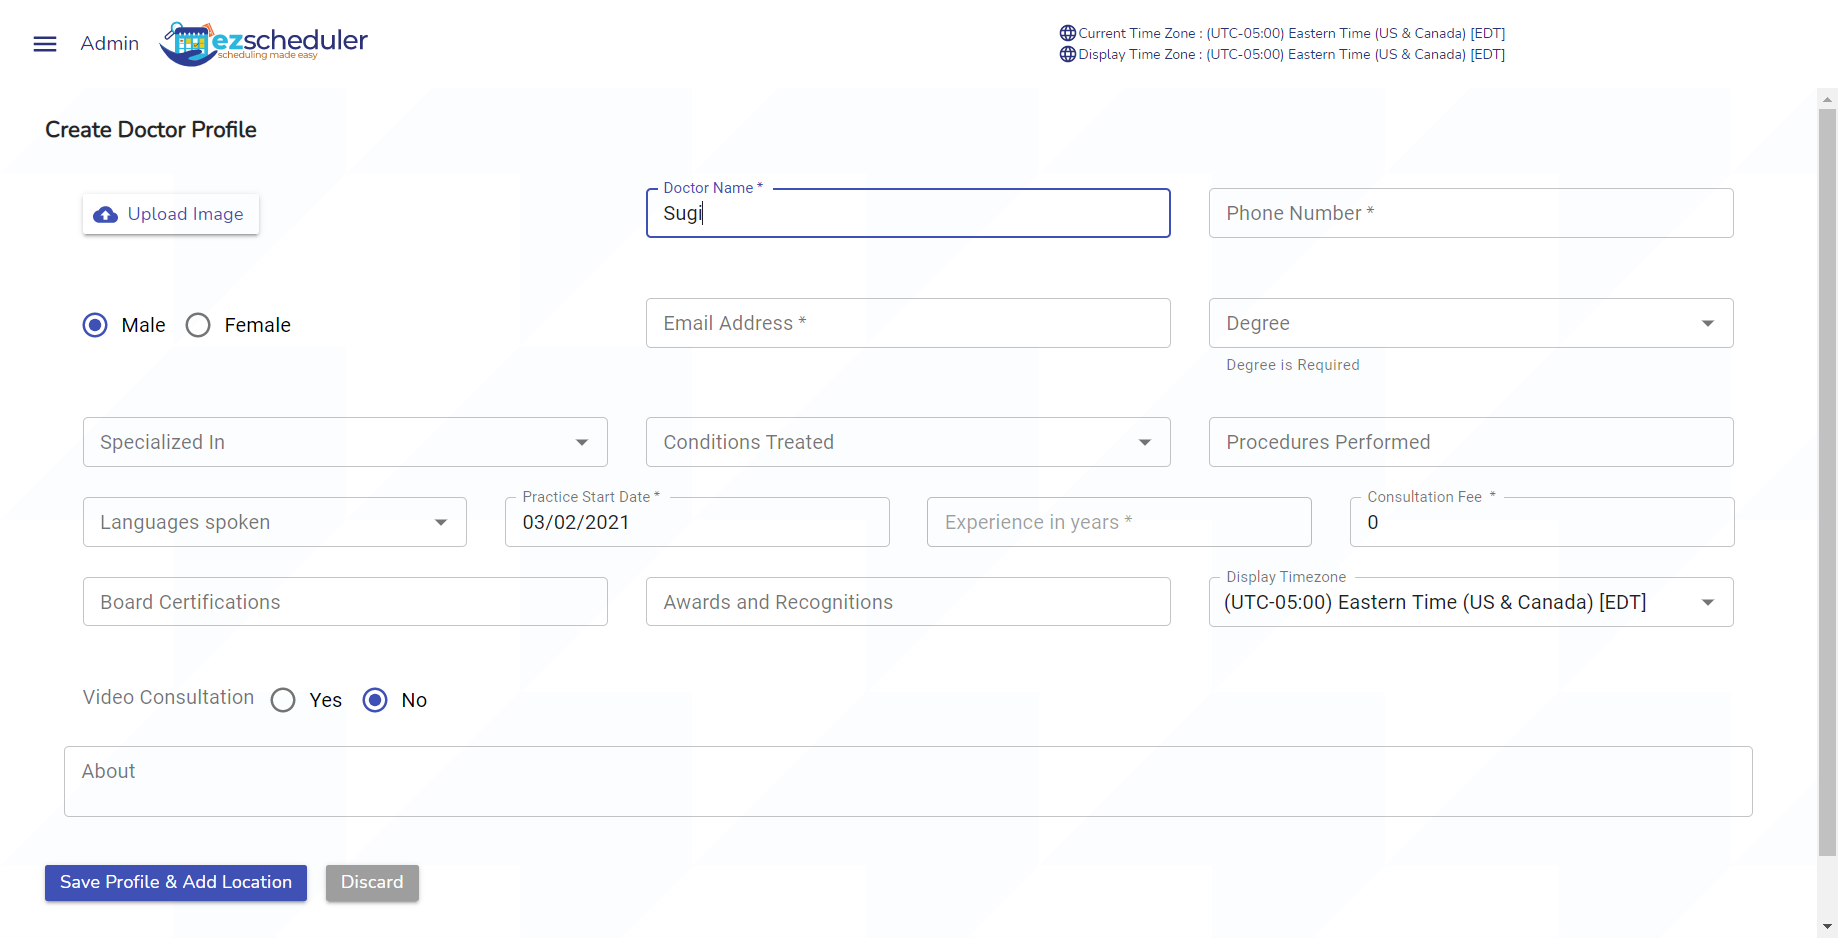 Admin
ezscheduler
scheduling made easy
Current Time Zone : (UTC-05:00) Eastern Time (US & Canada) [EDT]
Display Time Zone : (UTC-05:00) Eastern Time (US & Canada) [EDT]
Create Doctor Profile
Upload Image
Doctor Name *
Sugi
Phone Number *
Male
Female
Email Address *
Degree
Degree is Required
Specialized In
Conditions Treated
Procedures Performed
Languages spoken
Practice Start Date *
03/02/2021
Experience in years *
Consultation Fee *
0
Board Certifications
Awards and Recognitions
Display Timezone
(UTC-05:00) Eastern Time (US & Canada) [EDT]
Video Consultation
Yes
No
About
Save Profile & Add Location
Discard